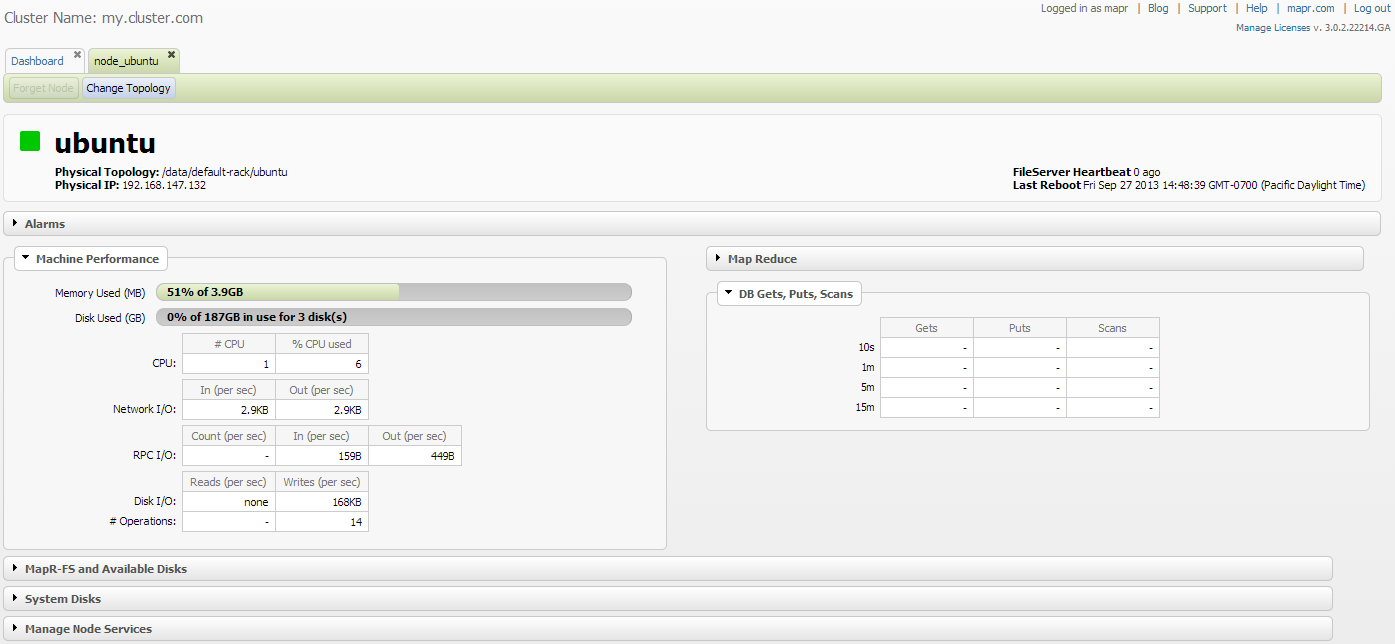 Cluster Name: my.cluster.com
Logged in as mapr | Blog | Support | Help | mapr.com | Log out
Manage Licenses v. 3.0.2.22214.GA
Dashboard node_ubuntu
Forget Node Change Topology
ubuntu
Physical Topology: /data/default-rack/ubuntu
Physical IP: 192.168.147.132
FileServer Heartbeat 0 ago
Last Reboot Fri Sep 27 2013 14:48:39 GMT-0700 (Pacific Daylight Time)
Alarms
Machine Performance
Memory Used (MB) 51% of 3.9GB
Disk Used (GB) 0% of 187GB in use for 3 disk(s)
# CPU % CPU used
CPU: 1 6
In (per sec) Out (per sec)
Network I/O: 2.9KB 2.9KB
Count (per sec) In (per sec) Out (per sec)
RPC I/O: - 159B 449B
Reads (per sec) Writes (per sec)
Disk I/O: none 168KB
# Operations: - 14
Map Reduce
DB Gets, Puts, Scans
Gets Puts Scans
10s - - -
1m - - -
5m - - -
15m - - -
MapR-FS and Available Disks
System Disks
Manage Node Services